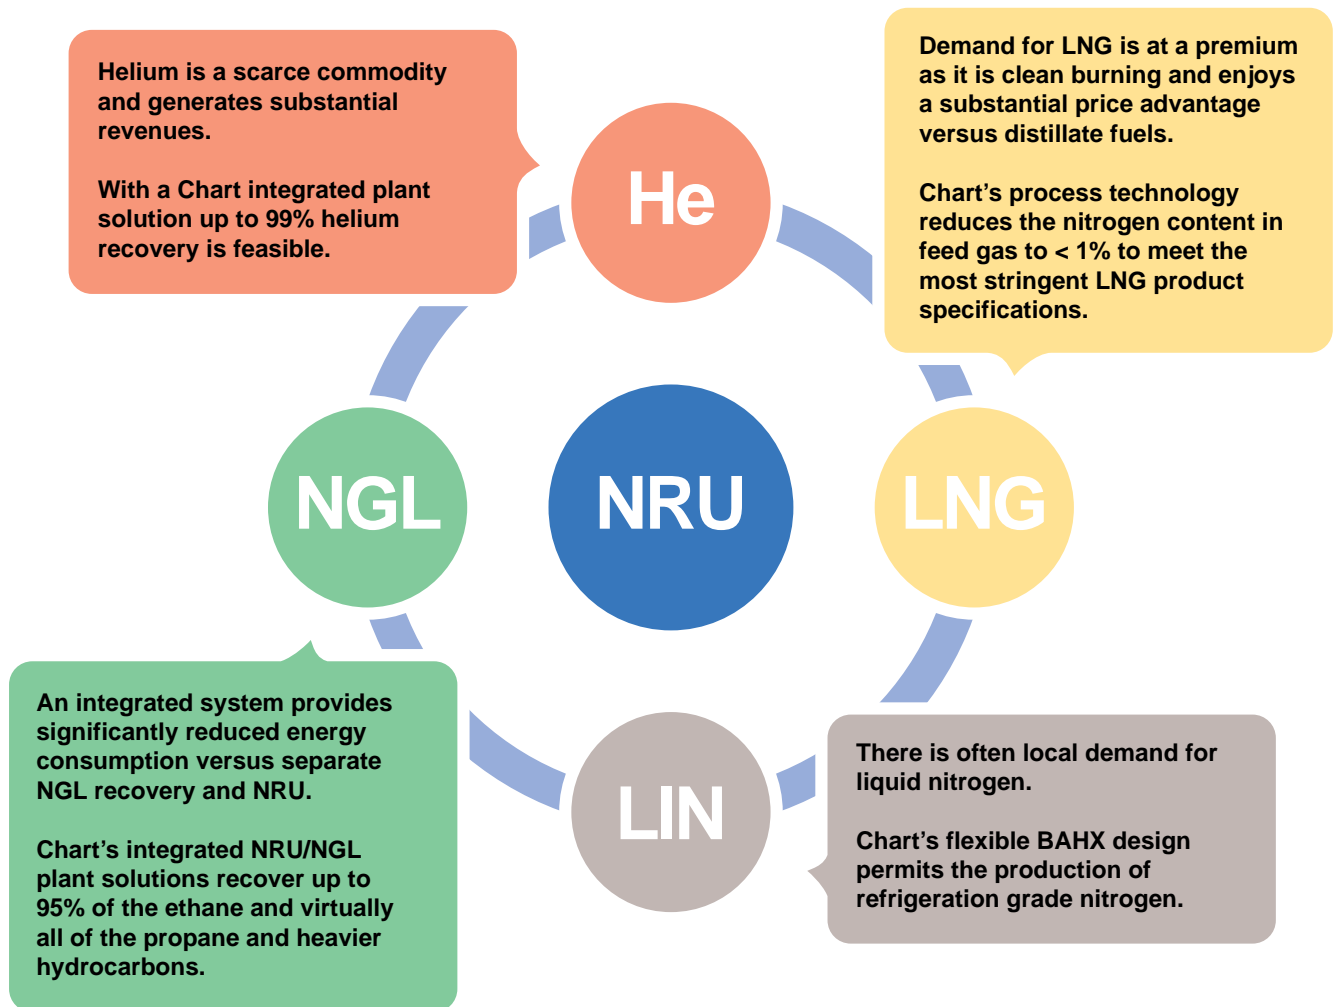 Helium is a scarce commodity
and generates substantial
revenues.
With a Chart integrated plant
solution up to 99% helium
recovery is feasible.
He
Demand for LNG is at a premium
as it is clean burning and enjoys
a substantial price advantage
versus distillate fuels.
Chart's process technology
reduces the nitrogen content in
feed gas to < 1% to meet the
most stringent LNG product
specifications.
NGL
NRU
LNG
An integrated system provides
significantly reduced energy
consumption versus separate
NGL recovery and NRU.
Chart's integrated NRU/NGL
plant solutions recover up to
95% of the ethane and virtually
all of the propane and heavier
hydrocarbons.
LIN
There is often local demand for
liquid nitrogen.
Chart's flexible BAHX design
permits the production of
refrigeration grade nitrogen.